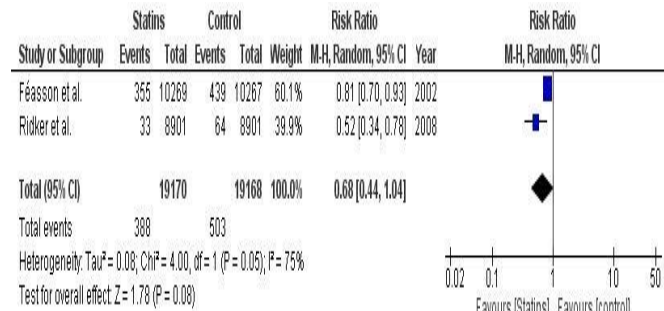 Statins Control Risk Ratio Risk Ratio
Study or Subgroup Events Total Events Total Weight M-H, Random, 95% CI Year M-H, Random, 95% CI
Féasson et al. 355 10269 439 10267 60.1% 0.81 [0.70, 0.93] 2002
Ridker et al. 33 8901 64 8901 39.9% 0.52 [0.34, 0.78] 2008
Total (95% CI) 19170 19168 100.0% 0.68 [0.44, 1.04]
Total events 388 503
Heterogeneity: Tau² = 0.08; Chi² = 4.00, df = 1 (P = 0.05); I² = 75%
Test for overall effect: Z = 1.78 (P = 0.08)
0.02 0.1 1 10 50
Favours [Statins] Favours [control]